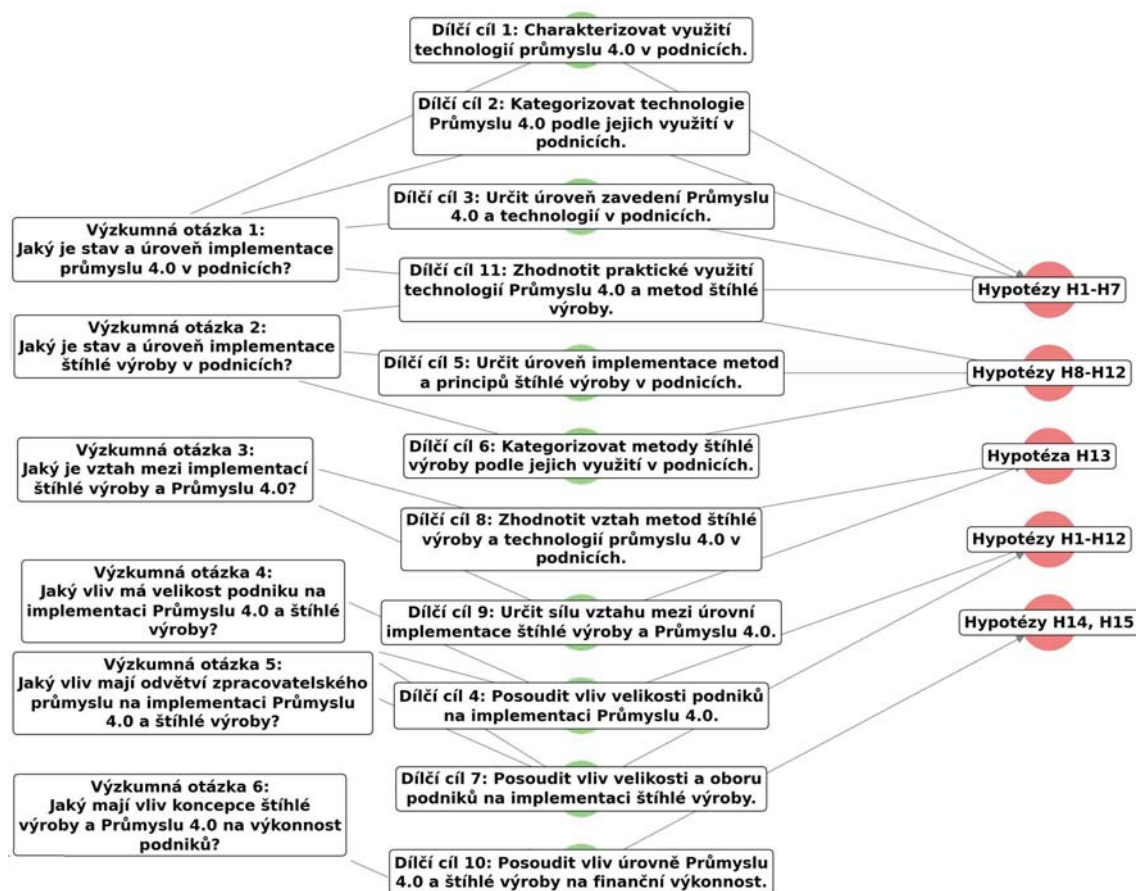 Dílčí cíl 1: Charakterizovat využití
technologií průmyslu 4.0 v podnicích.
Dílčí cíl 2: Kategorizovat technologie
Průmyslu 4.0 podle jejich využití v
podnicích.
Dílčí cíl 3: Určit úroveň zavedení Průmyslu
4.0 a technologií v podnicích.
Dílčí cíl 11: Zhodnotit praktické využití
technologií Průmyslu 4.0 a metod štíhlé
výroby.
Dílčí cíl 5: Určit úroveň implementace metod
a principů štíhlé výroby v podnicích.
Dílčí cíl 6: Kategorizovat metody štíhlé
výroby podle jejich využití v podnicích.
Dílčí cíl 8: Zhodnotit vztah metod štíhlé
výroby a technologií průmyslu 4.0 v
podnicích.
Dílčí cíl 9: Určit sílu vztahu mezi úrovní
implementace štíhlé výroby a Průmyslu 4.0.
Dílčí cíl 4: Posoudit vliv velikosti podniků
na implementaci Průmyslu 4.0.
Dílčí cíl 7: Posoudit vliv velikosti a oboru
podniků na implementaci štíhlé výroby.
Dílčí cíl 10: Posoudit vliv úrovně Průmyslu
4.0 a štíhlé výroby na finanční výkonnost.
Výzkumná otázka 1:
Jaký je stav a úroveň implementace
průmyslu 4.0 v podnicích?
Výzkumná otázka 2:
Jaký je stav a úroveň implementace
štíhlé výroby v podnicích?
Výzkumná otázka 3:
Jaký je vztah mezi implementací
štíhlé výroby a Průmyslu 4.0?
Výzkumná otázka 4:
Jaký vliv má velikost podniku na
implementaci Průmyslu 4.0 a štíhlé
výroby?
Výzkumná otázka 5:
Jaký vliv mají odvětví zpracovatelského
průmyslu na implementaci Průmyslu
4.0 a štíhlé výroby?
Výzkumná otázka 6:
Jaký mají vliv koncepce štíhlé
výroby a Průmyslu 4.0 na výkonnost
podniků?
Hypotézy H1-H7
Hypotézy H8-H12
Hypotéza H13
Hypotézy H1-H12
Hypotézy H14, H15